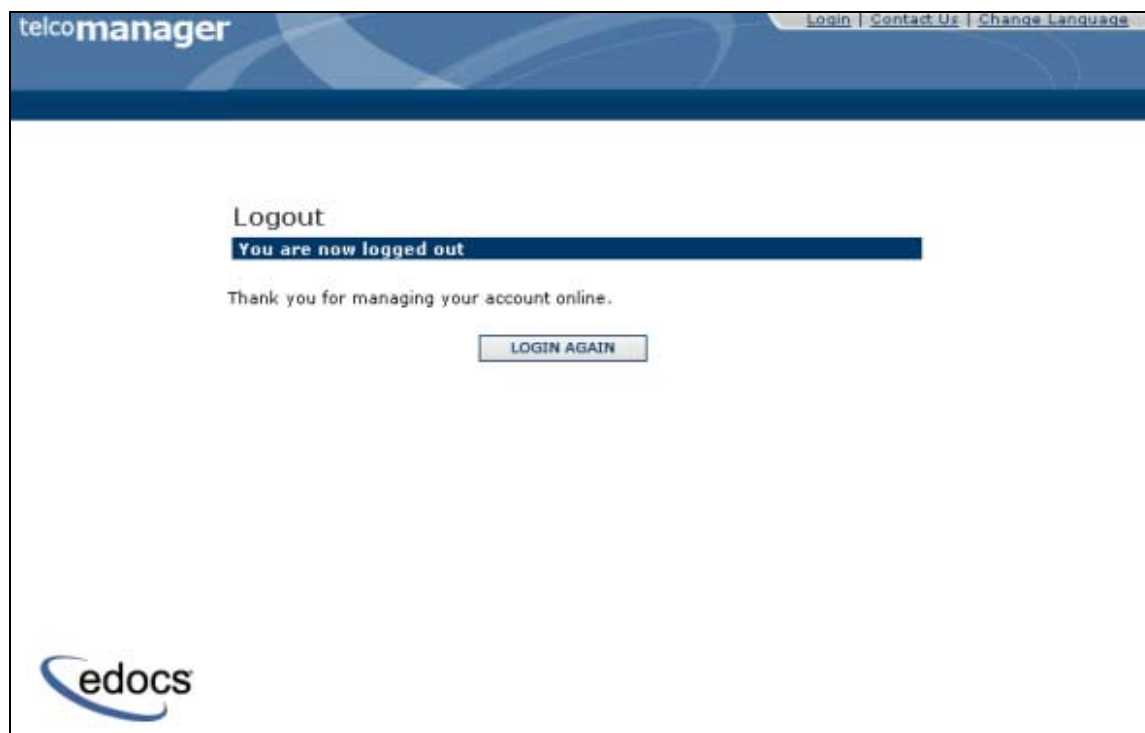 telcomanager
Login | Contact Us | Change Language
Logout
You are now logged out
Thank you for managing your account online.
LOGIN AGAIN
edocs